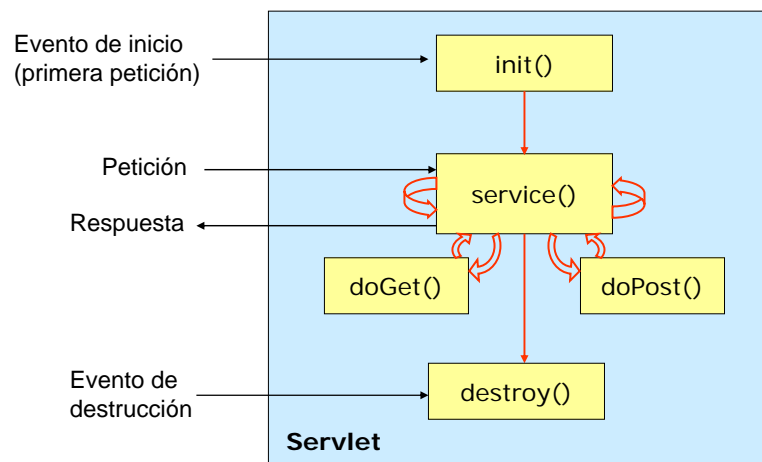 Evento de inicio
(primera petición)
init()
Petición
service()
Respuesta
doGet()
doPost()
Evento de
destrucción
destroy()
Servlet